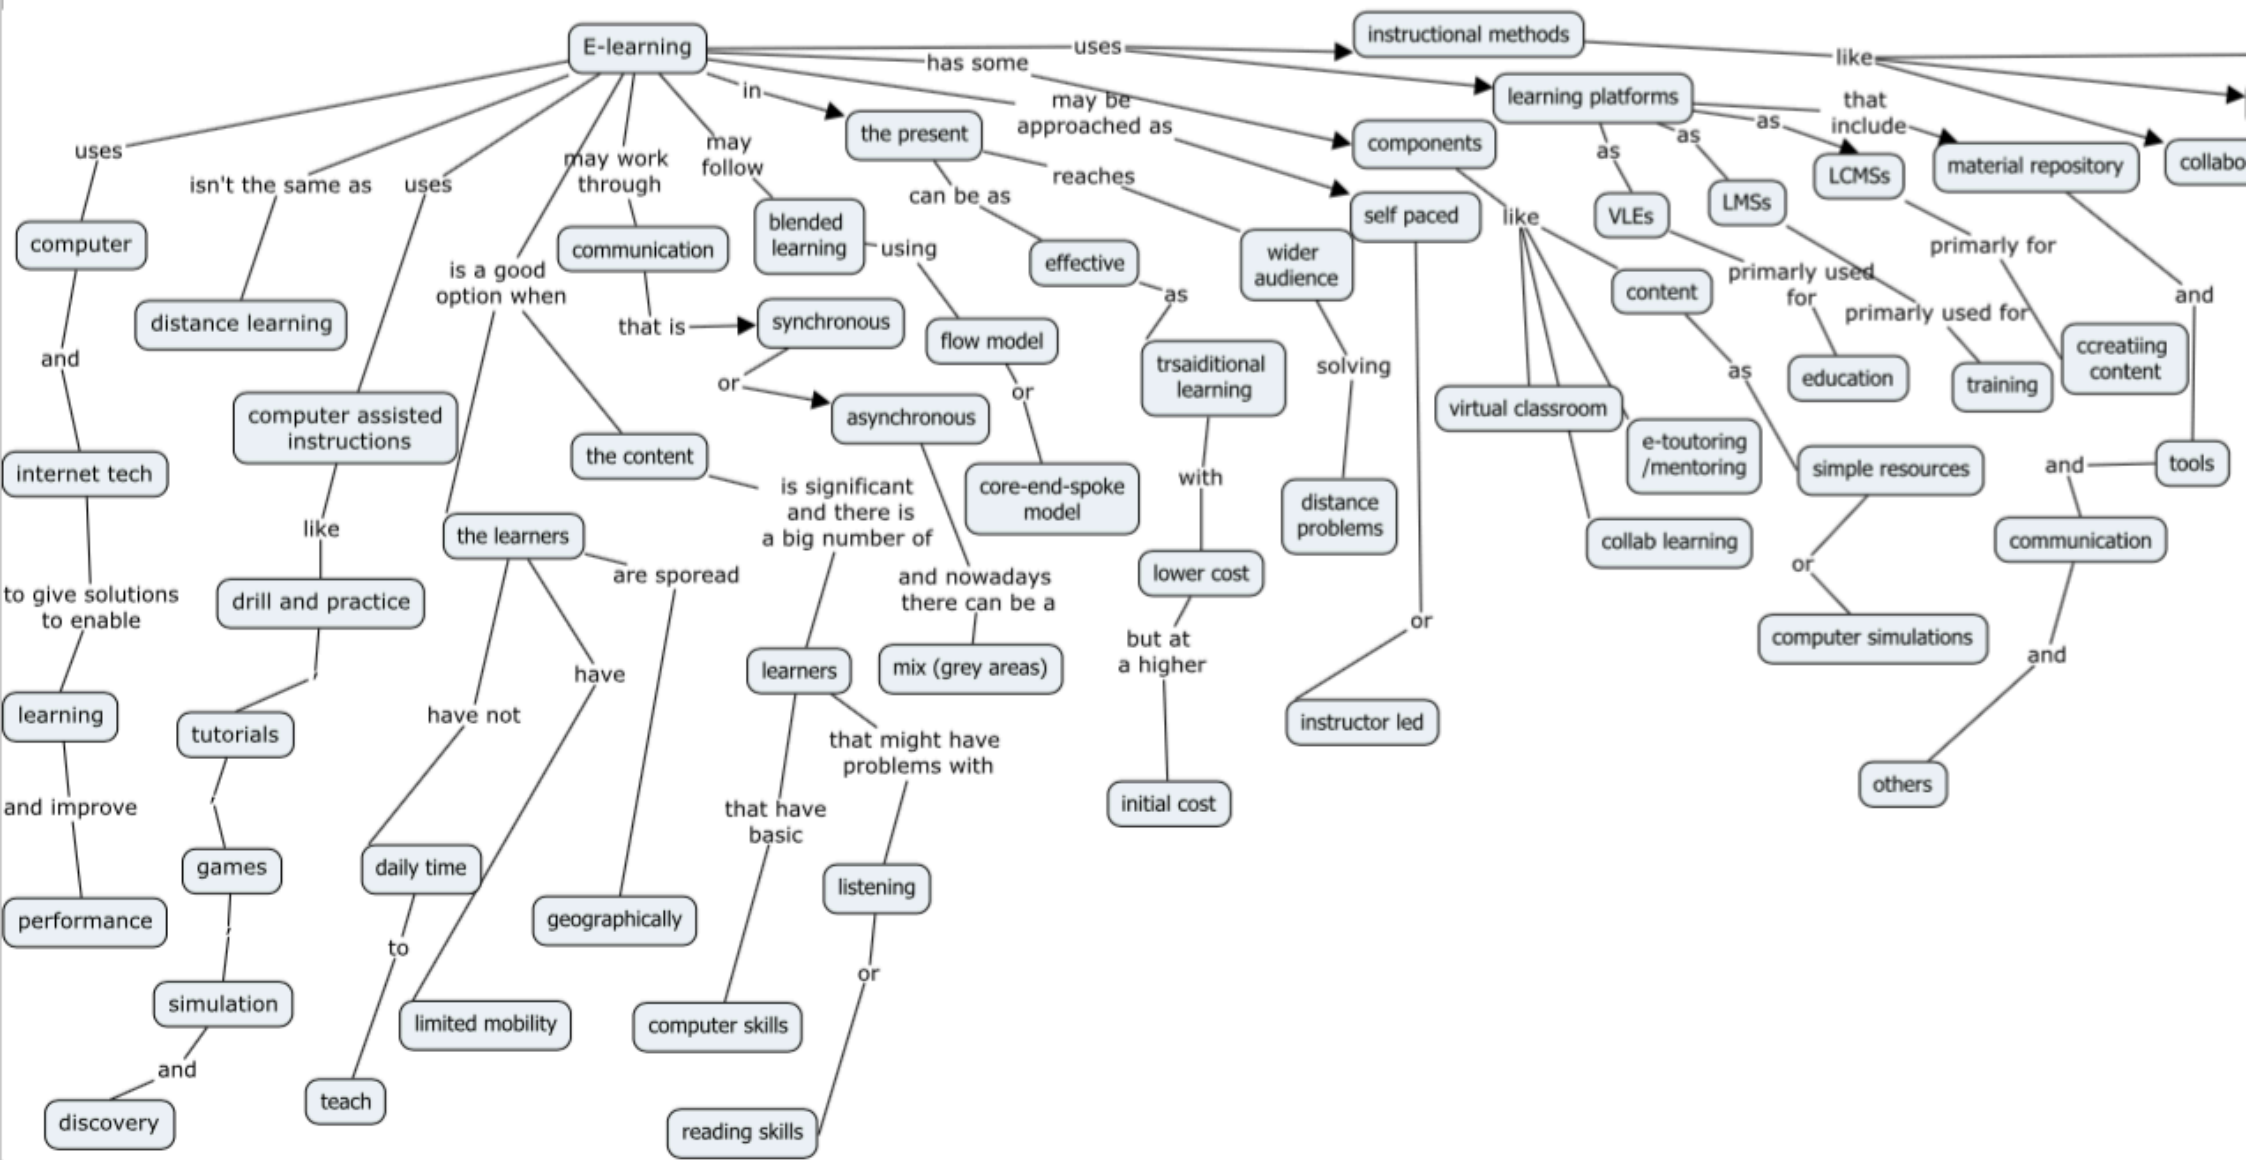 E-learning
uses
instructional methods
like
has some
learning platforms
in
may be
approached as
that
include
as
as
as
the present
components
uses
isn't the same as
uses
may work
through
may
follow
reaches
can be as
material repository
collabo
LCMSs
LMSs
VLEs
self paced
like
computer
communication
blended
learning
using
effective
wider
audience
primarly for
primarly used
for
content
is a good
option when
as
and
distance learning
that is
synchronous
flow model
primarly used for
ccreatiing
content
and
or
trsaiditional
learning
solving
as
education
training
computer assisted
instructions
asynchronous
or
virtual classroom
the content
e-toutoring
/mentoring
simple resources
and
tools
internet tech
is significant
and there is
a big number of
core-end-spoke
model
with
distance
problems
like
the learners
collab learning
communication
or
are sporead
and nowadays
there can be a
lower cost
to give solutions
to enable
drill and practice
or
but at
a higher
computer simulations
and
,
have
learners
mix (grey areas)
learning
tutorials
have not
that might have
problems with
instructor led
others
and improve
,
that have
basic
initial cost
games
daily time
listening
performance
,
to
geographically
or
simulation
limited mobility
computer skills
and
discovery
teach
reading skills